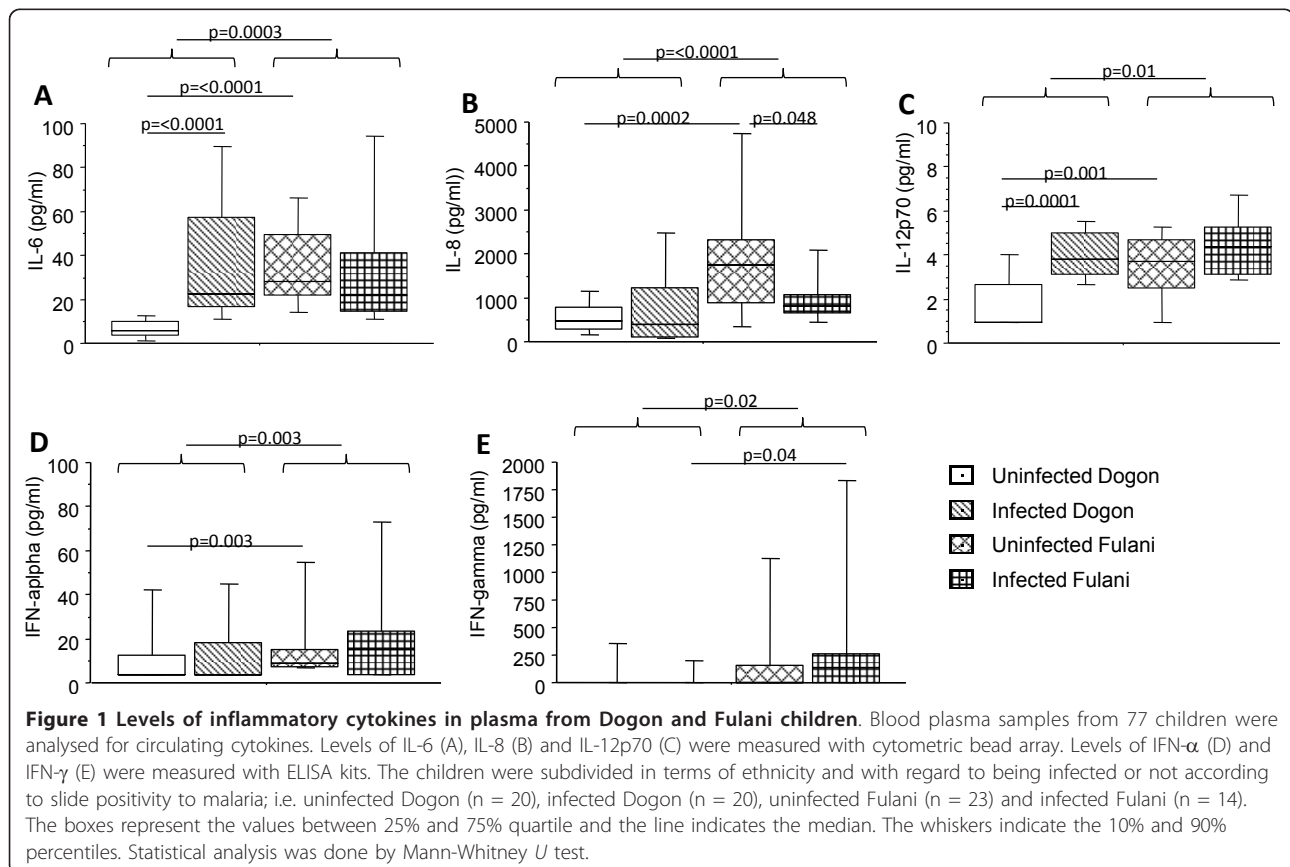 p=0.0003
p=<0.0001
p=0.01
A
B
C
p=<0.0001
p=<0.0001
p=0.0002
p=0.048
p=0.001
p=0.0001
IL-6 (pg/ml)
100
80
60
40
20
0
IL-8 (pg/ml))
5000
4000
3000
2000
1000
500
0
IL-12p70 (pg/ml)
10
8
6
4
2
0
p=0.003
p=0.02
D
E
p=0.003
p=0.04
IFN-aplpha (pg/ml)
100
80
60
40
20
0
IFN-gamma (pg/ml)
2000
1750
1500
1250
1000
750
500
250
0
Uninfected Dogon
Infected Dogon
Uninfected Fulani
Infected Fulani
Figure 1 Levels of inflammatory cytokines in plasma from Dogon and Fulani children. Blood plasma samples from 77 children were
analysed for circulating cytokines. Levels of IL-6 (A), IL-8 (B) and IL-12p70 (C) were measured with cytometric bead array. Levels of IFN-α (D) and
IFN-γ (E) were measured with ELISA kits. The children were subdivided in terms of ethnicity and with regard to being infected or not according
to slide positivity to malaria; i.e. uninfected Dogon (n = 20), infected Dogon (n = 20), uninfected Fulani (n = 23) and infected Fulani (n = 14).
The boxes represent the values between 25% and 75% quartile and the line indicates the median. The whiskers indicate the 10% and 90%
percentiles. Statistical analysis was done by Mann-Whitney U test.